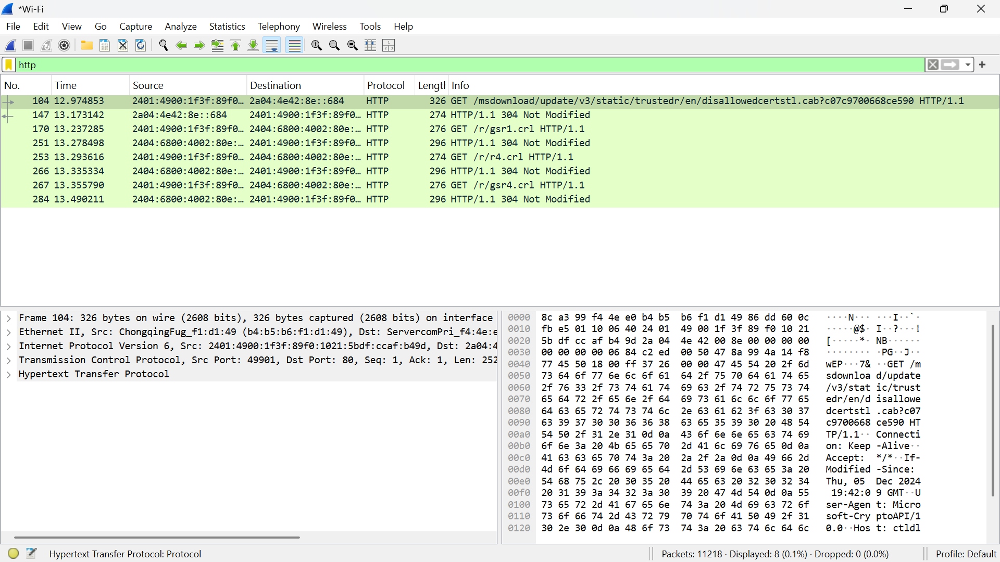 *Wi-Fi
File Edit View Go Capture Analyze Statistics Telephony Wireless Tools Help
http
No. Time Source Destination Protocol Lengtl Info
104 12.974853 2401:4900:1f3f:89f0… 2a04:4e42:8e::684 HTTP 326 GET /msdownload/update/v3/static/trustedr/en/disallowedcertstl.cab?c07c9700668ce590 HTTP/1.1
147 13.173142 2a04:4e42:8e::684 2401:4900:1f3f:89f0… HTTP 274 HTTP/1.1 304 Not Modified
170 13.237285 2401:4900:1f3f:89f0… 2404:6800:4002:80e:… HTTP 276 GET /r/gsr1.crl HTTP/1.1
251 13.278498 2404:6800:4002:80e:… 2401:4900:1f3f:89f0… HTTP 296 HTTP/1.1 304 Not Modified
253 13.293616 2401:4900:1f3f:89f0… 2404:6800:4002:80e:… HTTP 274 GET /r/r4.crl HTTP/1.1
266 13.335334 2404:6800:4002:80e:… 2401:4900:1f3f:89f0… HTTP 296 HTTP/1.1 304 Not Modified
267 13.355790 2401:4900:1f3f:89f0… 2404:6800:4002:80e:… HTTP 276 GET /r/gsr4.crl HTTP/1.1
284 13.490211 2404:6800:4002:80e:… 2401:4900:1f3f:89f0… HTTP 296 HTTP/1.1 304 Not Modified
Frame 104: 326 bytes on wire (2608 bits), 326 bytes captured (2608 bits) on interface
Ethernet II, Src: ChongqingFug_f1:d1:49 (b4:b5:b6:f1:d1:49), Dst: ServercomPri_f4:4e:e
Internet Protocol Version 6, Src: 2401:4900:1f3f:89f0:1021:5bdf:ccaf:b49d, Dst: 2a04:4
Transmission Control Protocol, Src Port: 49901, Dst Port: 80, Seq: 1, Ack: 1, Len: 252
Hypertext Transfer Protocol
0000 8c a3 99 f4 4e e0 b4 b5 b6 f1 d1 49 86 dd 60 0c ····N··· ···I··`·
0010 fb e5 01 10 06 40 24 01 49 00 1f 3f 89 f0 10 21 ·····@$· I··?···!
0020 5b df cc af b4 9d 2a 04 4e 42 00 8e 00 00 00 00 [·····*· NB······
0030 00 00 00 00 06 84 c2 ed 00 50 47 8a 99 4a 14 f8 ········ ·PG··J··
0040 77 45 50 18 00 ff 37 26 00 00 47 45 54 20 2f 6d wEP···7& ··GET /m
0050 73 64 6f 77 6e 6c 6f 61 64 2f 75 70 64 61 74 65 sdownloa d/update
0060 2f 76 33 2f 73 74 61 74 69 63 2f 74 72 75 73 74 /v3/stat ic/trust
0070 65 64 72 2f 65 6e 2f 64 69 73 61 6c 6c 6f 77 65 edr/en/d isallowe
0080 64 63 65 72 74 73 74 6c 2e 63 61 62 3f 63 30 37 dcertstl .cab?c07
0090 63 39 37 30 30 36 36 38 63 65 35 39 30 20 48 54 c9700668 ce590 HT
00a0 54 50 2f 31 2e 31 0d 0a 43 6f 6e 6e 65 63 74 69 TP/1.1·· Connecti
00b0 6f 6e 3a 20 4b 65 65 70 2d 41 6c 69 76 65 0d 0a on: Keep -Alive··
00c0 41 63 63 65 70 74 3a 20 2a 2f 2a 0d 0a 49 66 2d Accept: */*··If-
00d0 4d 6f 64 69 66 69 65 64 2d 53 69 6e 63 65 3a 20 Modified -Since:
00e0 54 68 75 2c 20 30 35 20 44 65 63 20 32 30 32 34 Thu, 05 Dec 2024
00f0 20 31 39 3a 34 32 3a 30 39 20 47 4d 54 0d 0a 55 19:42:0 9 GMT··U
0100 73 65 72 2d 41 67 65 6e 74 3a 20 4d 69 63 72 6f ser-Agen t: Micro
0110 73 6f 66 74 2d 43 72 79 70 74 6f 41 50 49 2f 31 soft-Cry ptoAPI/1
0120 30 2e 30 0d 0a 48 6f 73 74 3a 20 63 74 6c 64 6c 0.0··Hos t: ctldl
Hypertext Transfer Protocol: Protocol
Packets: 11218 · Displayed: 8 (0.1%) · Dropped: 0 (0.0%)
Profile: Default